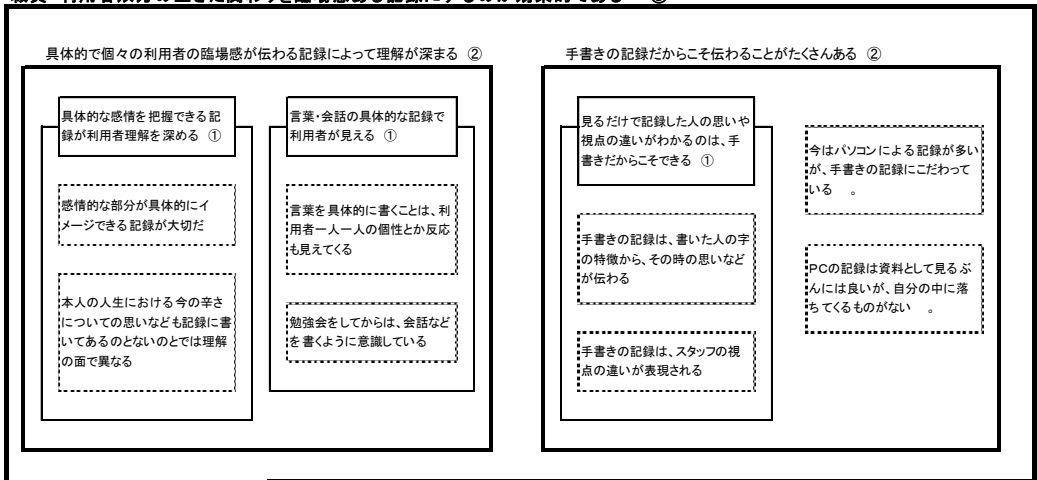 具体的で個々の利用者の臨場感が伝わる記録によって理解が深まる ②
具体的な感情を把握できる記
録が利用者理解を深める ①
感情的な部分が具体的にイ
メージできる記録が大切だ
本人の人生における今の辛さ
についての思いなども記録に書
いてあるのとないのとでは理解
の面で異なる
言葉・会話の具体的な記録で
利用者が見える ①
言葉を具体的に書くことは、利
用者一人一人の個性とか反応
も見えてくる
勉強会をしてからは、会話など
を書くように意識している
手書きの記録だからこそ伝わることがたくさんある ②
見るだけで記録した人の思いや
視点の違いがわかるのは、手
書きだからこそできる ①
手書きの記録は、書いた人の字
の特徴から、その時の思いなど
が伝わる
手書きの記録は、スタッフの視
点の違いが表現される
今はパソコンによる記録が多い
が、手書きの記録にこだわって
いる 。
PCの記録は資料として見るぶ
んには良いが、自分の中に落
ちてくるものがない 。